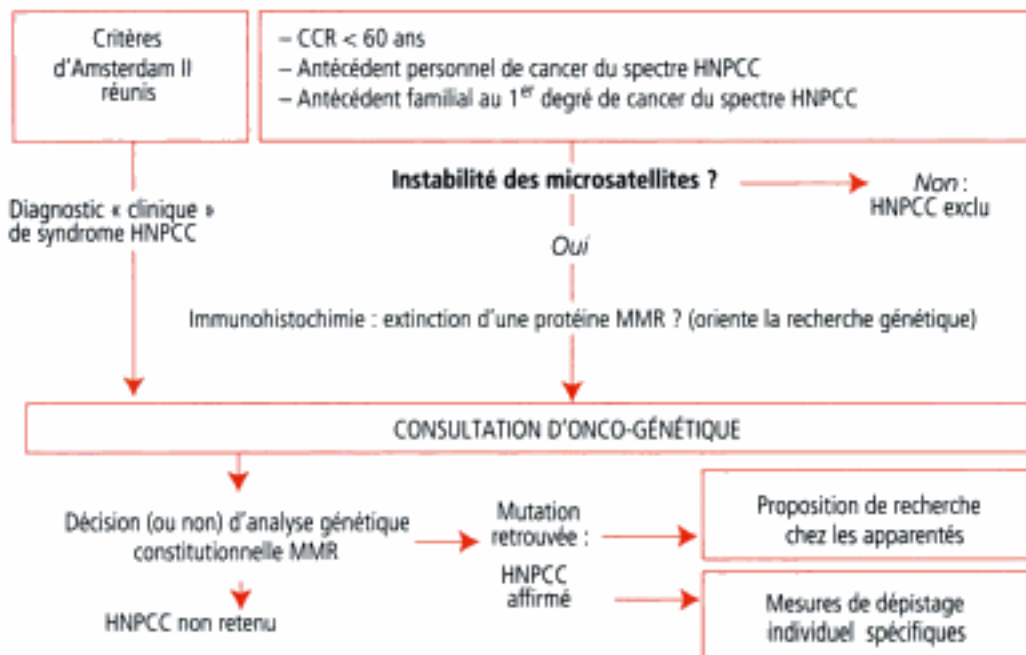 Critères
d'Amsterdam II
réunis
– CCR < 60 ans
– Antécédent personnel de cancer du spectre HNPCC
– Antécédent familial au 1er degré de cancer du spectre HNPCC
Instabilité des microsatellites ?
Non :
HNPCC exclu
Diagnostic « clinique »
de syndrome HNPCC
Oui
Immunohistochimie : extinction d'une protéine MMR ? (oriente la recherche génétique)
CONSULTATION D'ONCO-GÉNÉTIQUE
Décision (ou non) d'analyse génétique
constitutionnelle MMR
HNPCC non retenu
Mutation
retrouvée :
HNPCC
affirmé
Proposition de recherche
chez les apparentés
Mesures de dépistage
individuel spécifiques